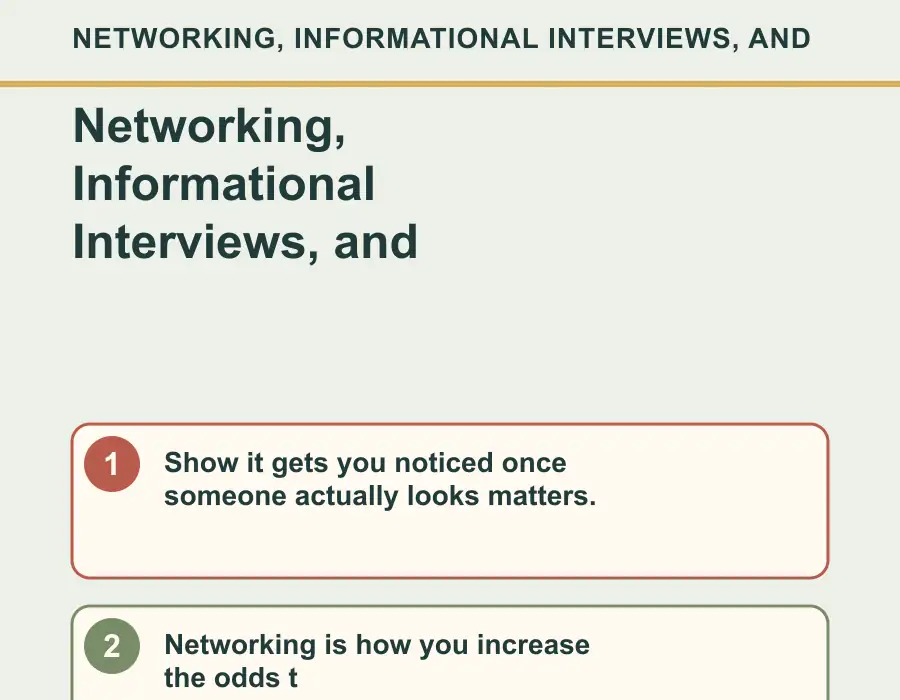 NETWORKING, INFORMATIONAL INTERVIEWS, AND
Networking,
Informational
Interviews, and
1
Show it gets you noticed once
someone actually looks matters.
2
Networking is how you increase
the odds t